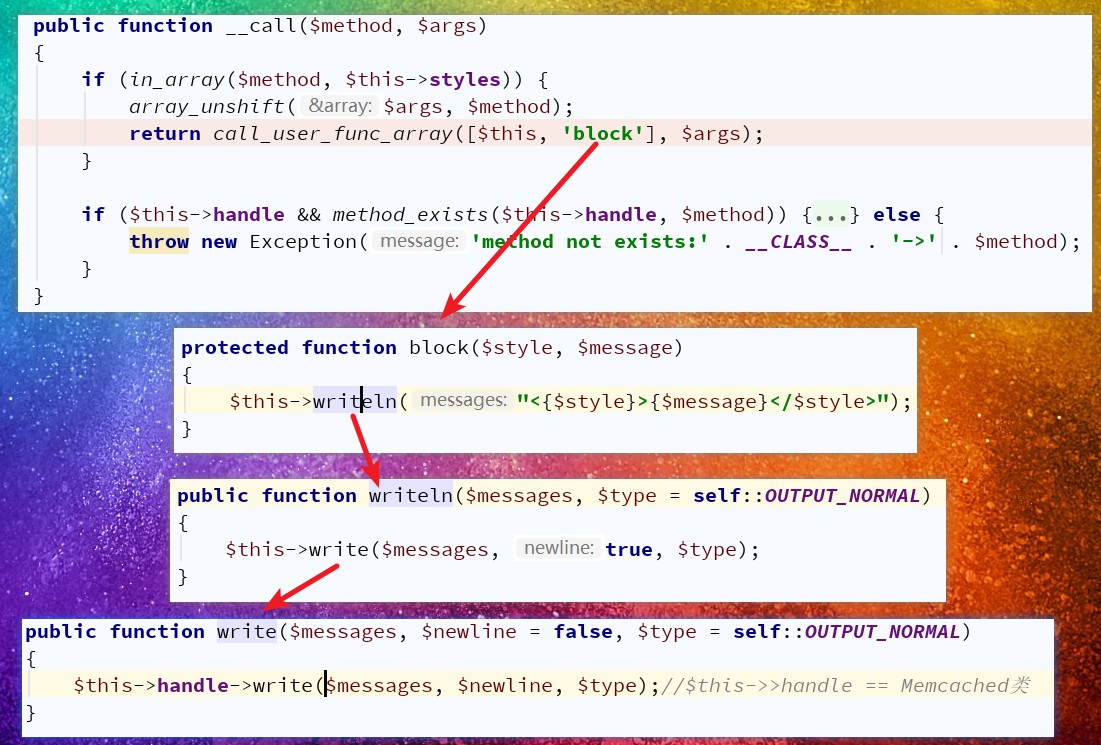 public function __call($method, $args)
{
if (in_array($method, $this->styles)) {
array_unshift( &array: $args, $method);
return call_user_func_array([$this, 'block'], $args);
}
if ($this->handle && method_exists($this->handle, $method)) {...} else {
throw new Exception( message: 'method not exists:' . __CLASS__ . '->' . $method);
}
}
protected function block($style, $message)
{
$this->writeln( messages: "<{$style}>{$message}</$style>");
}
public function writeln($messages, $type = self::OUTPUT_NORMAL)
{
$this->write($messages, newline: true, $type);
}
public function write($messages, $newline = false, $type = self::OUTPUT_NORMAL)
{
$this->handle->write($messages, $newline, $type);//$this->>handle == Memcached类
}